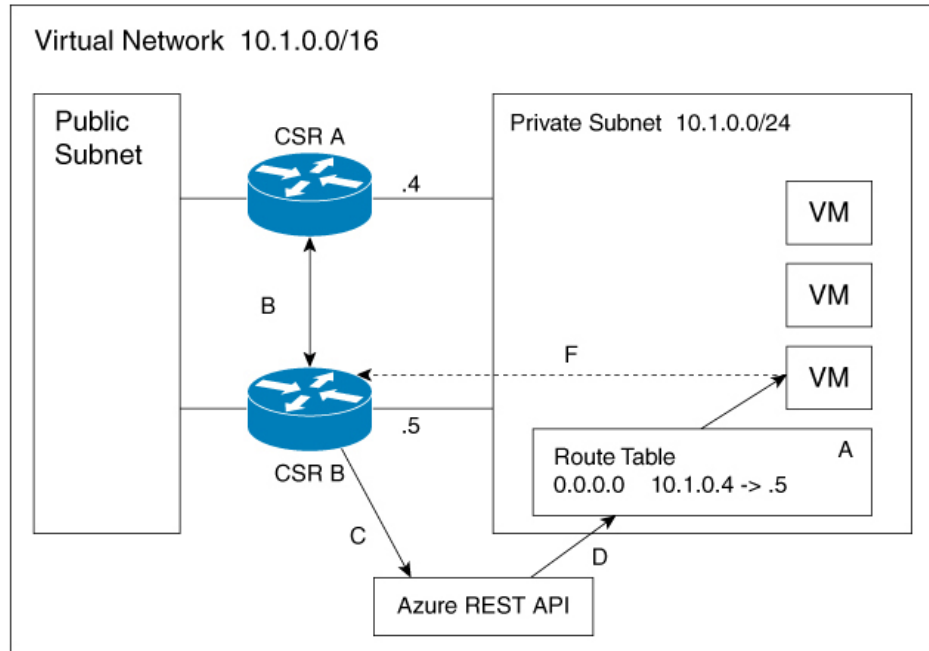 Virtual Network 10.1.0.0/16
Public
Subnet
CSR A
.4
Private Subnet 10.1.0.0/24
VM
VM
VM
B
F
.5
CSR B
A
Route Table
0.0.0.0 10.1.0.4 -> .5
C
D
Azure REST API